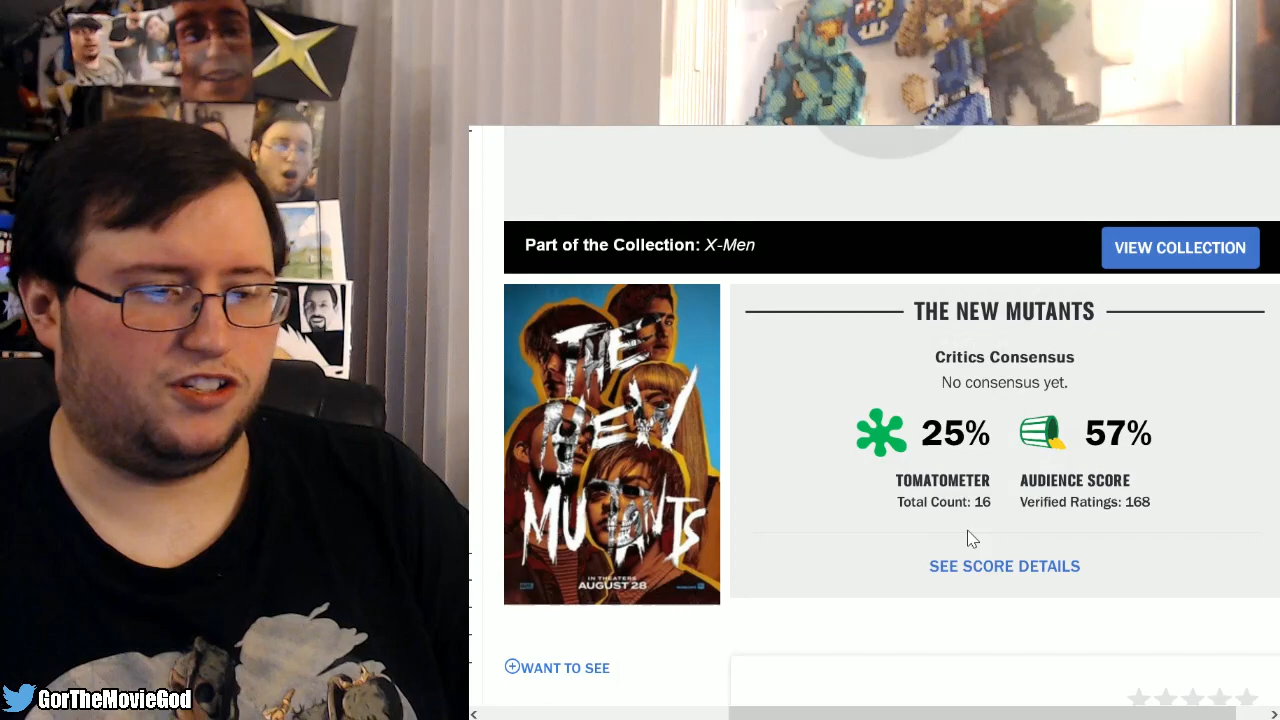 Part of the Collection: X-Men
VIEW COLLECTION
THE NEW MUTANTS
THE NEW MUTANTS
IN THEATERS
AUGUST 28
Critics Consensus
No consensus yet.
25%
57%
TOMATOMETER
AUDIENCE SCORE
Total Count: 16
Verified Ratings: 168
SEE SCORE DETAILS
WANT TO SEE
GorTheMovieGod